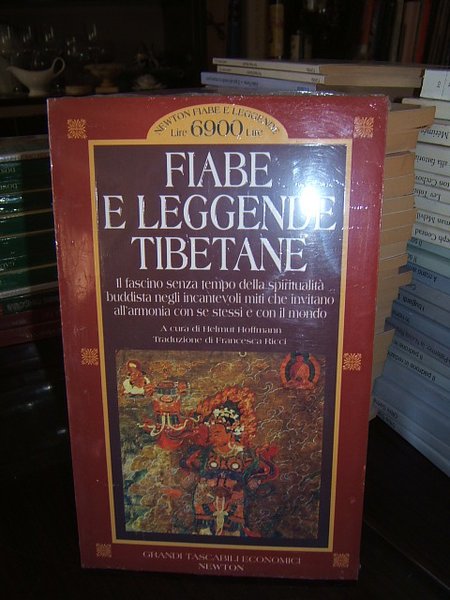 NEWTON FIABE E LEGGENDE
Lire 6900 Lire
FIABE
E LEGGENDE
TIBETANE
Il fascino senza tempo della spiritualità
buddista negli incantevoli miti che invitano
all'armonia con se stessi e con il mondo
A cura di Helmut Hoffmann
Traduzione di Francesca Ricci
GRANDI TASCABILI ECONOMICI
NEWTON